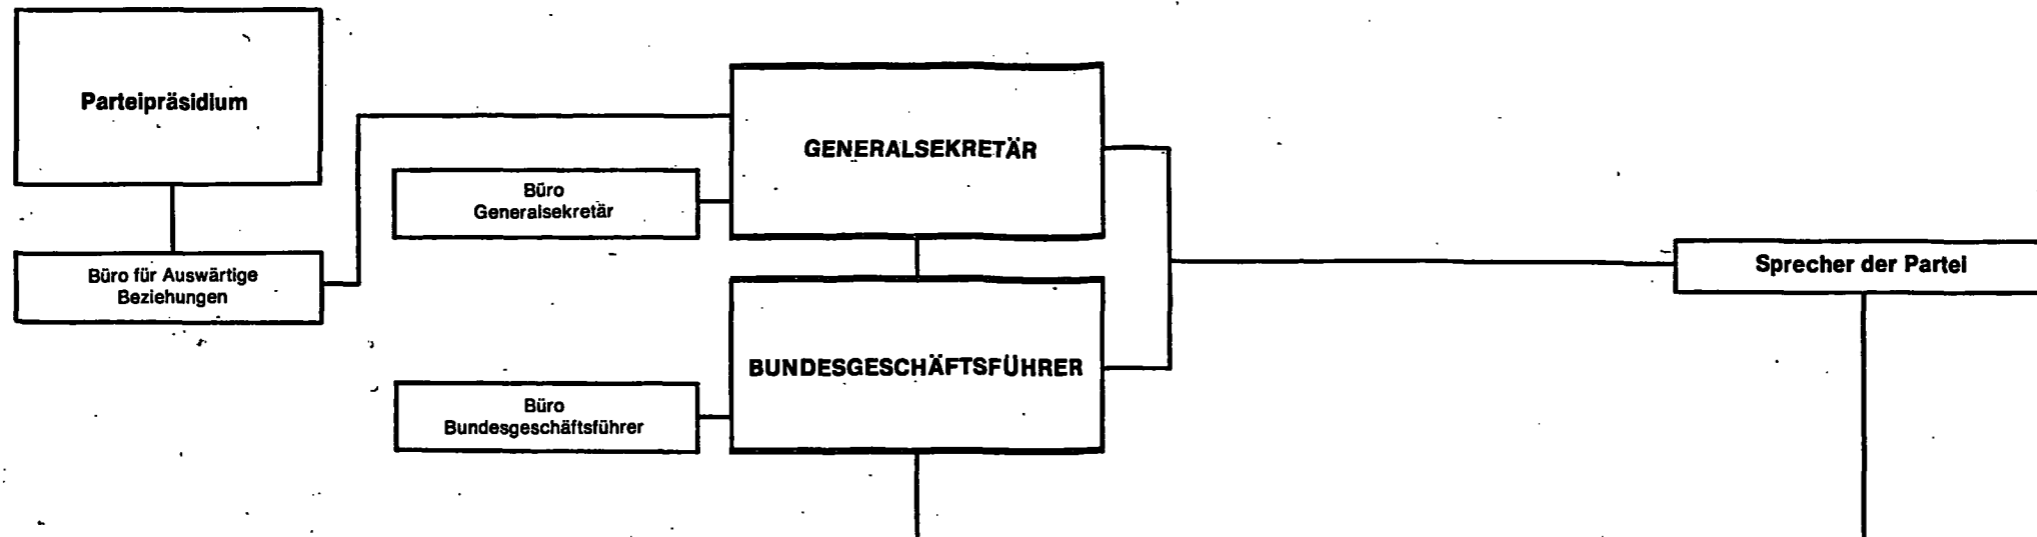 Parteipräsidium
GENERALSEKRETÄR
Büro
Generalsekretär
Büro für Auswärtige
Beziehungen
Sprecher der Partei
BUNDESGESCHÄFTSFÜHRER
Büro
Bundesgeschäftsführer